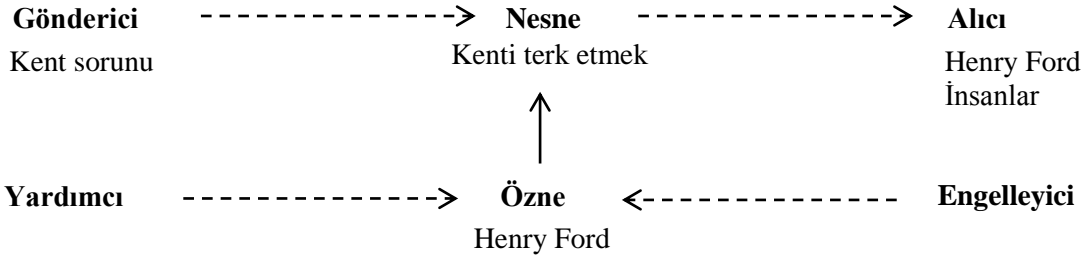 Gönderici Nesne Alıcı
Kent sorunu Kenti terk etmek Henry Ford
İnsanlar
Yardımcı Özne Engelleyici
Henry Ford